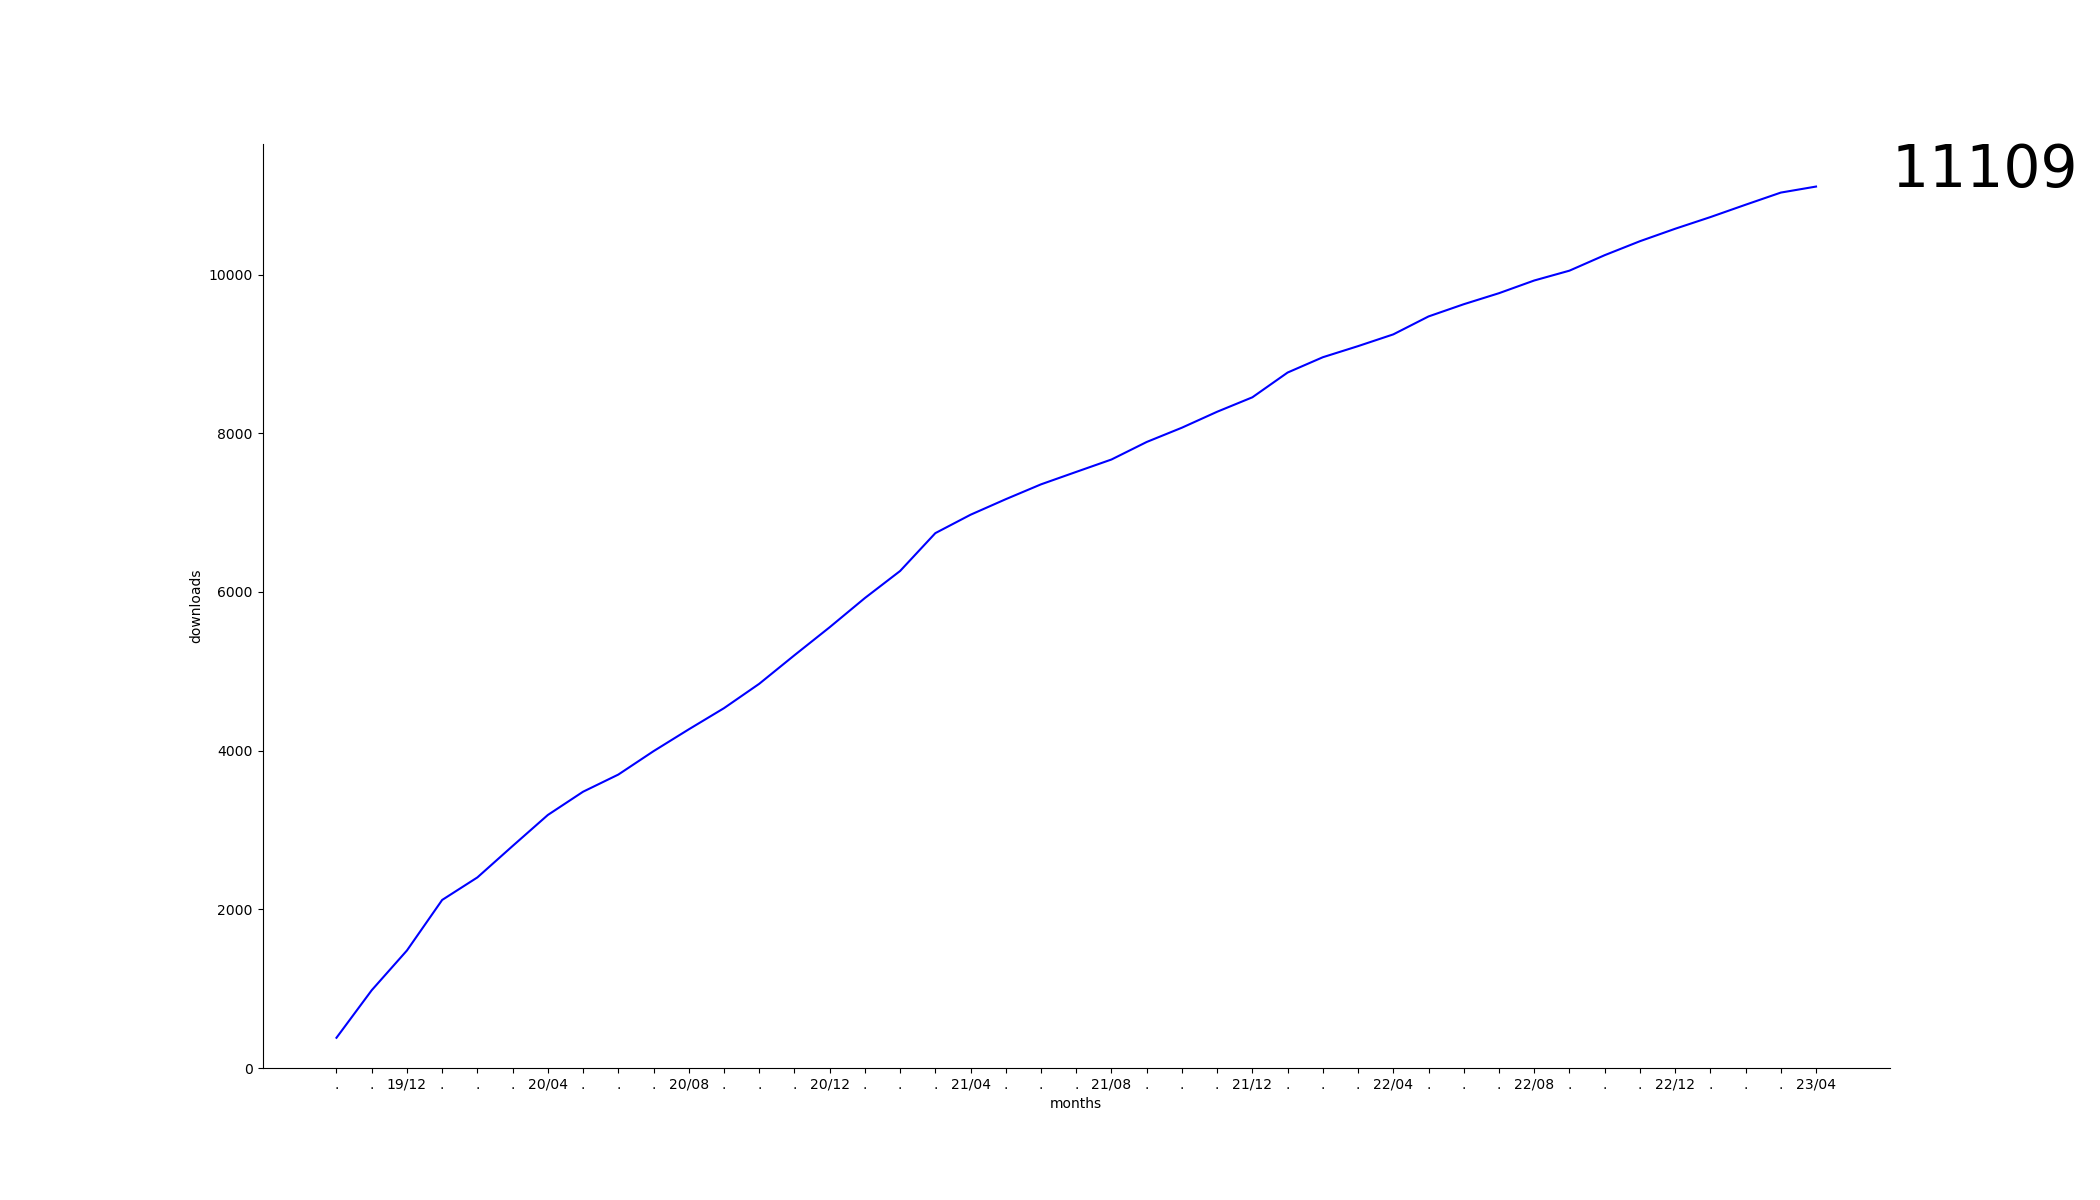 11109
10000
8000
6000
4000
2000
0
downloads
. . 19/12 . . . 20/04 . . . 20/08 . . . 20/12 . . . 21/04 . . . 21/08 . . . 21/12 . . . 22/04 . . . 22/08 . . . 22/12 . . . 23/04
months